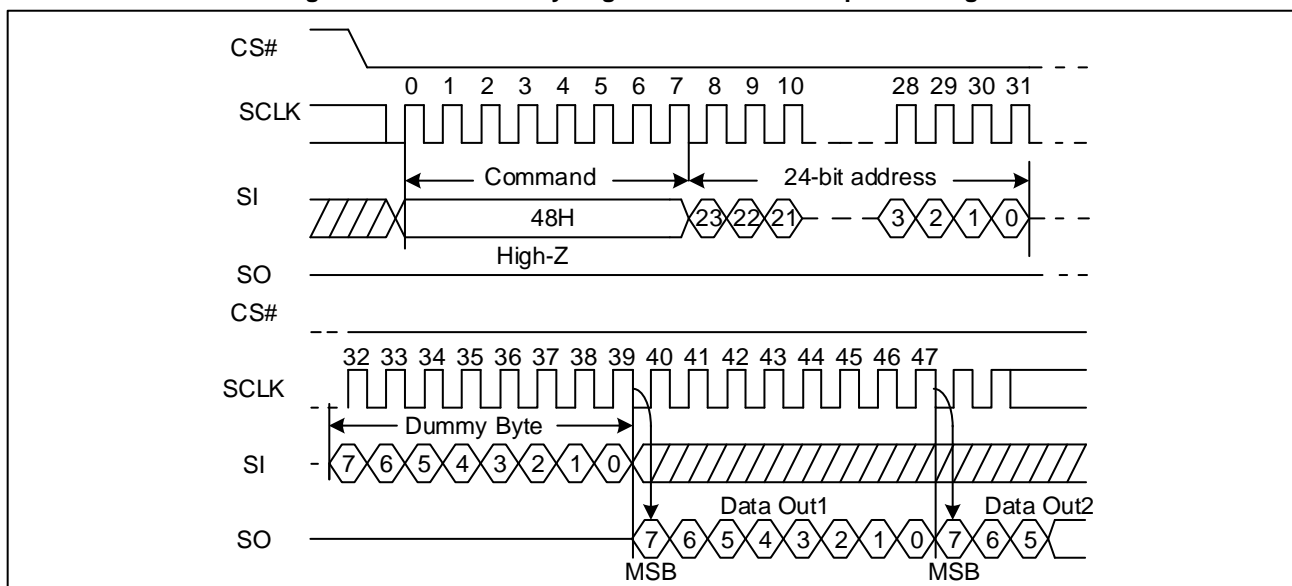 CS#
0 1 2 3 4 5 6 7 8 9 10 28 29 30 31
SCLK
Command 24-bit address
SI
48H 23 22 21 3 2 1 0
High-Z
SO
CS#
32 33 34 35 36 37 38 39 40 41 42 43 44 45 46 47
SCLK
Dummy Byte
SI 7 6 5 4 3 2 1 0
Data Out1 Data Out2
SO 7 6 5 4 3 2 1 0 7 6 5
MSB MSB